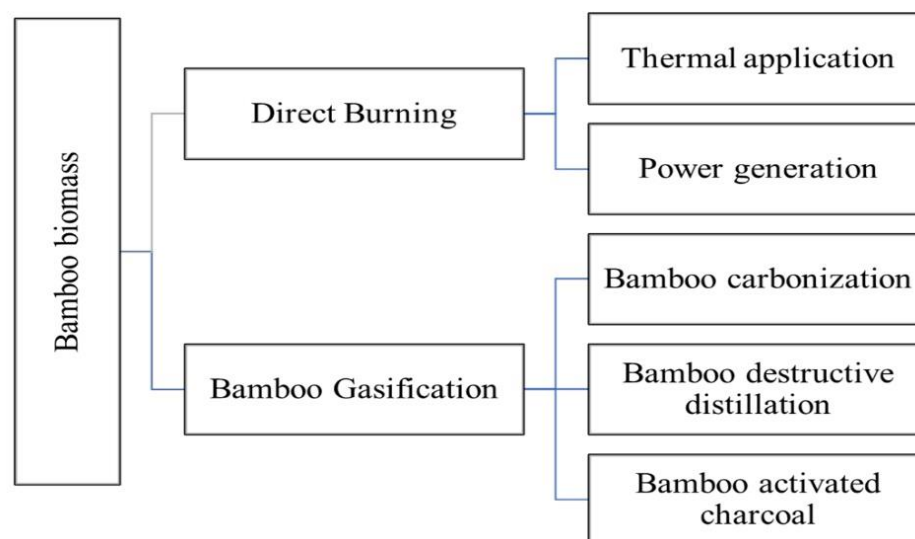 Bamboo biomass
Direct Burning
Thermal application
Power generation
Bamboo Gasification
Bamboo carbonization
Bamboo destructive
distillation
Bamboo activated
charcoal